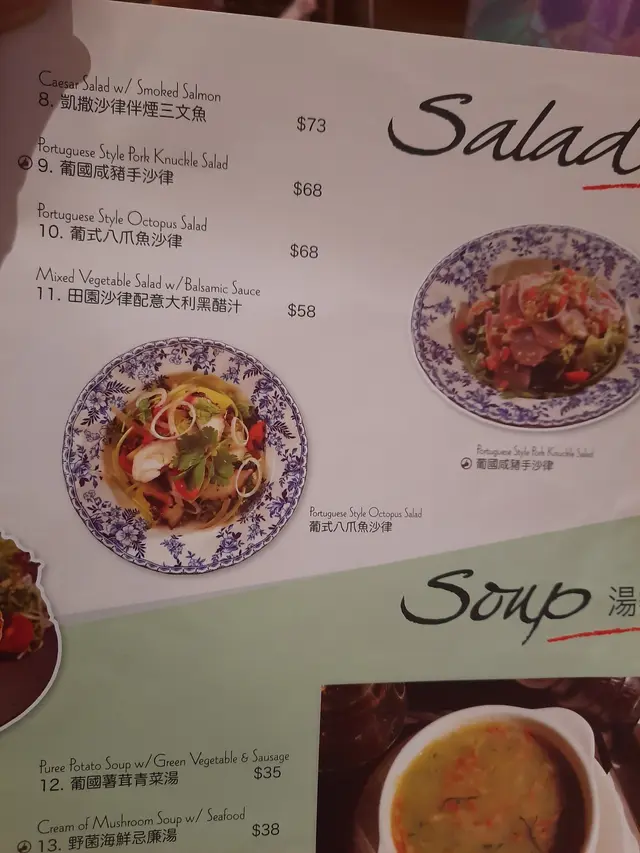 Caesar Salad w/ Smoked Salmon
8. 凱撒沙律伴煙三文魚
$73
Portuguese Style Pork Knuckle Salad
9. 葡國咸豬手沙律
$68
Portuguese Style Octopus Salad
10. 葡式八爪魚沙律
$68
Mixed Vegetable Salad w/Balsamic Sauce
11. 田園沙律配意大利黑醋汁
$58
Salad
Portuguese Style Pork Knuckle Salad
葡國咸豬手沙律
Portuguese Style Octopus Salad
葡式八爪魚沙律
Soup 湯
Puree Potato Soup w/Green Vegetable & Sausage
12. 葡國薯茸青菜湯
$35
Cream of Mushroom Soup w/ Seafood
13. 野菌海鮮忌廉湯
$38